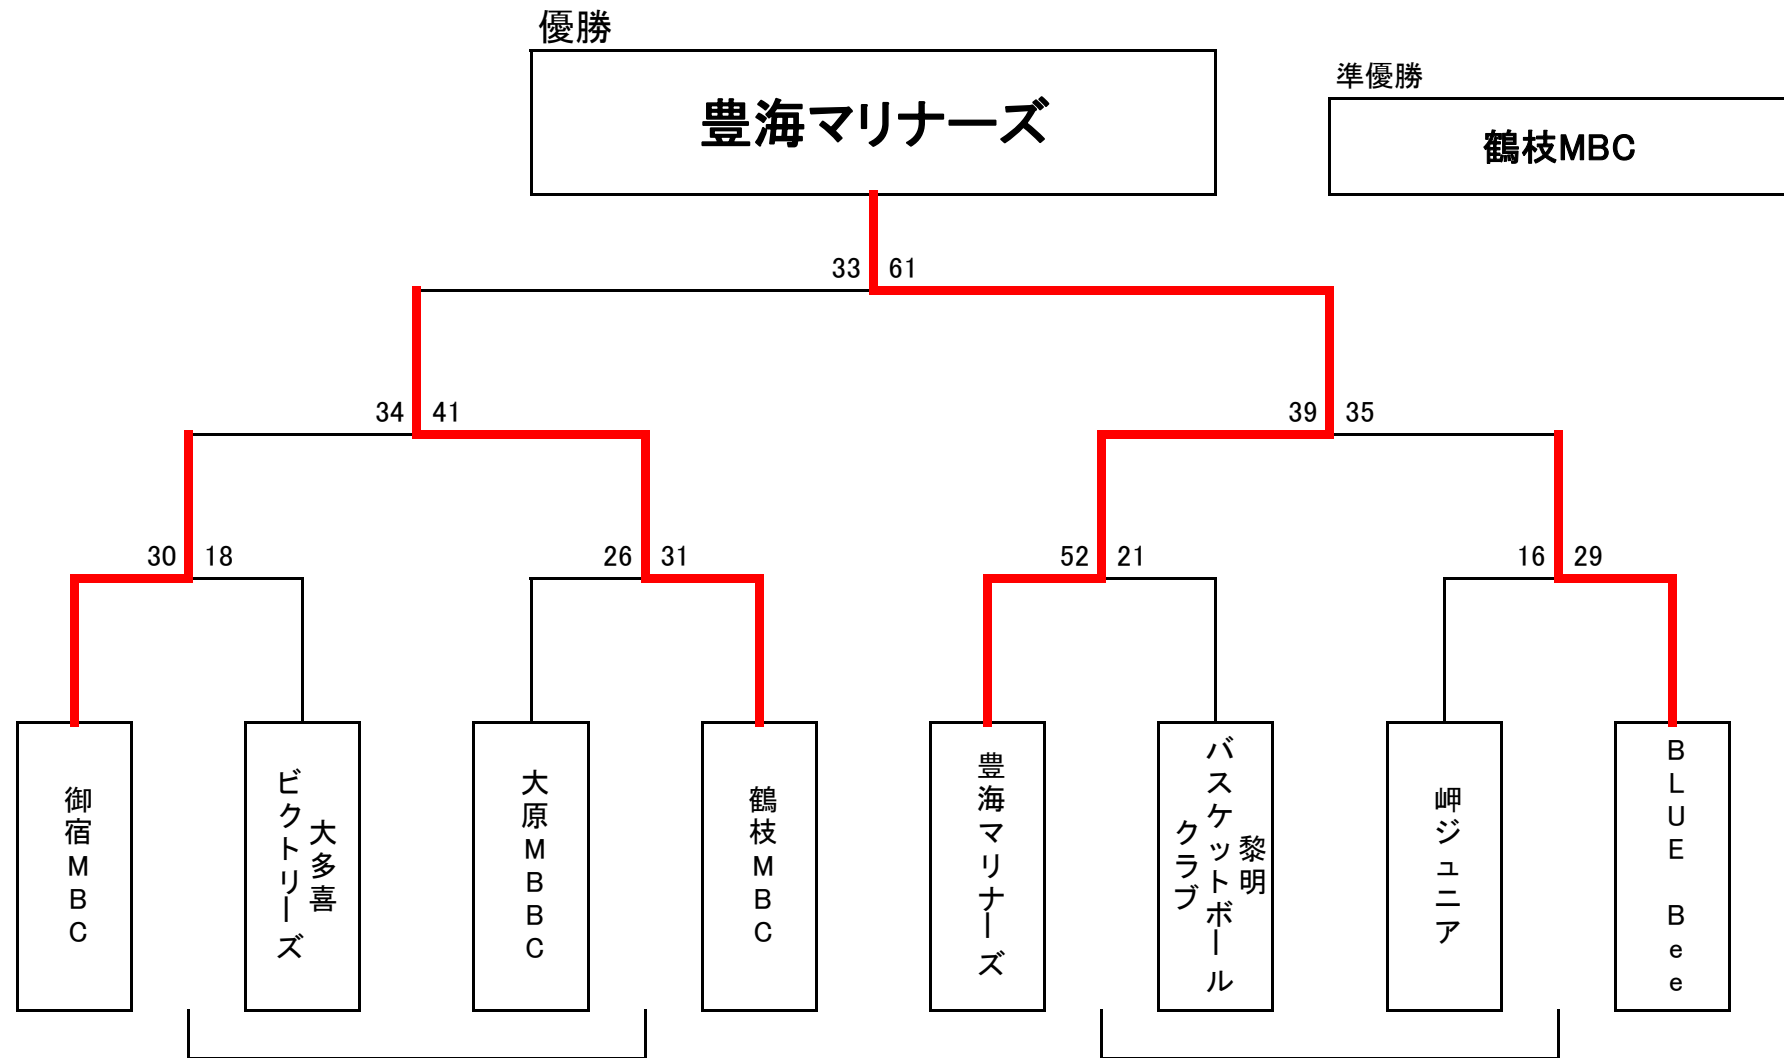 優勝
豊海マリナーズ
準優勝
鶴枝MBC
33 61
34 41
39 35
30 18
26 31
52 21
16 29
御宿MBC
大多喜
ビクトリーズ
大原MBBC
鶴枝MBC
豊海マリナーズ
黎明
バスケットボール
クラブ
岬ジュニア
BLUE Bee